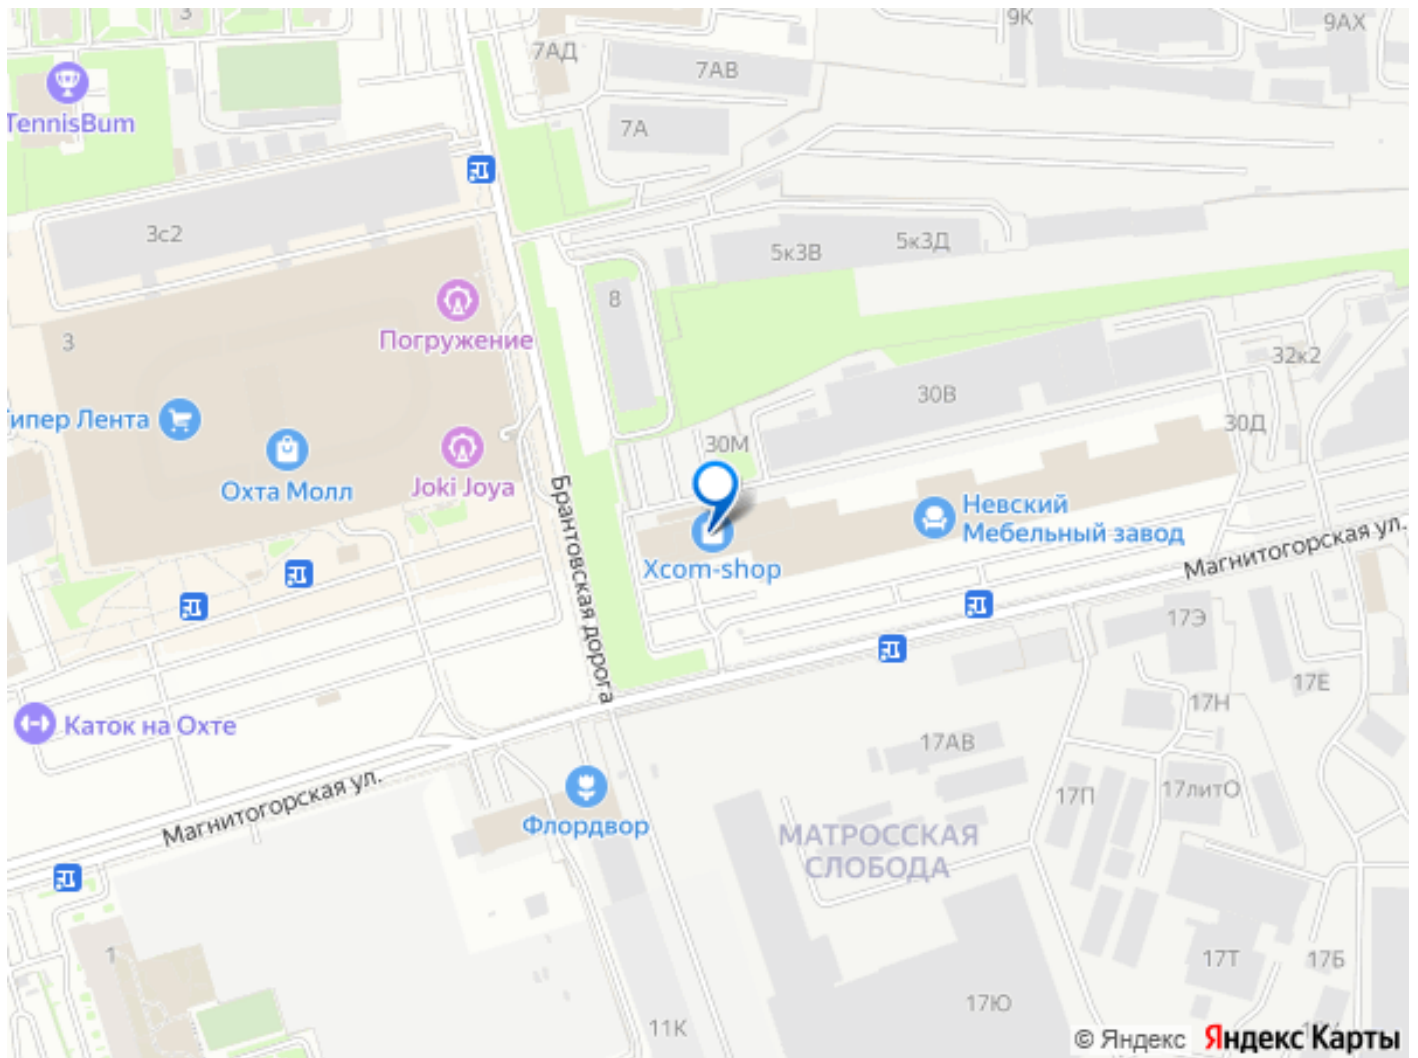 3
9К
9АХ
7АД
7АВ
TennisBum
7А
3с2
5к3В
5к3Д
8
Погружение
3
32к2
30В
ипер Лента
30Д
30М
Охта Молл
Joki Joya
Невский
Мебельный завод
Xcom-shop
Магнитогорская ул.
Брантовская дорога
17Э
17Е
17Н
Каток на Охте
17АВ
17П
17литО
Магнитогорская ул.
Флордвор
МАТРОССКАЯ
СЛОБОДА
1
17Т
17Б
17Ю
11К
© Яндекс Яндекс Карты